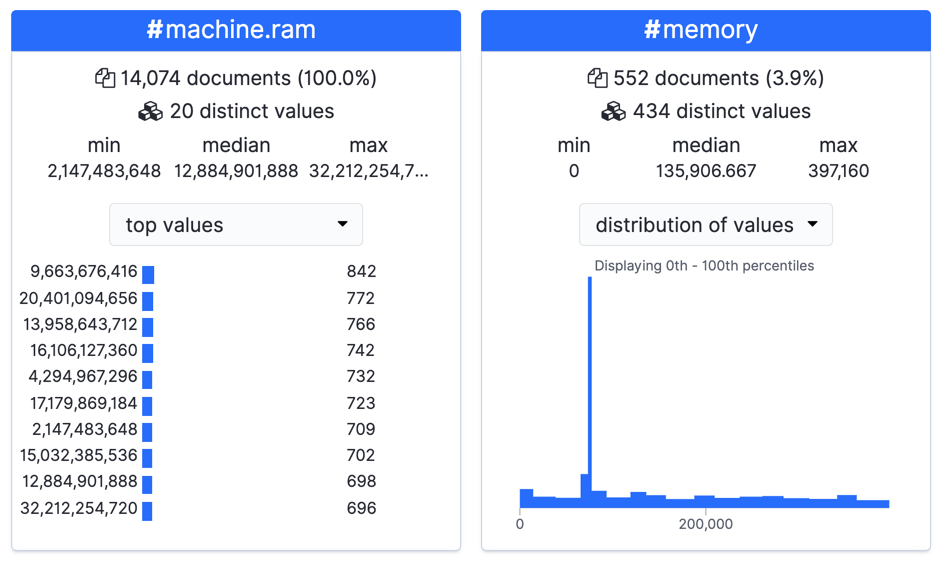 #machine.ram
14,074 documents (100.0%)
20 distinct values
min median max
2,147,483,648 12,884,901,888 32,212,254,7...
top values
9,663,676,416 842
20,401,094,656 772
13,958,643,712 766
16,106,127,360 742
4,294,967,296 732
17,179,869,184 723
2,147,483,648 709
15,032,385,536 702
12,884,901,888 698
32,212,254,720 696
#memory
552 documents (3.9%)
434 distinct values
min median max
0 135,906.667 397,160
distribution of values
Displaying 0th - 100th percentiles
0 200,000